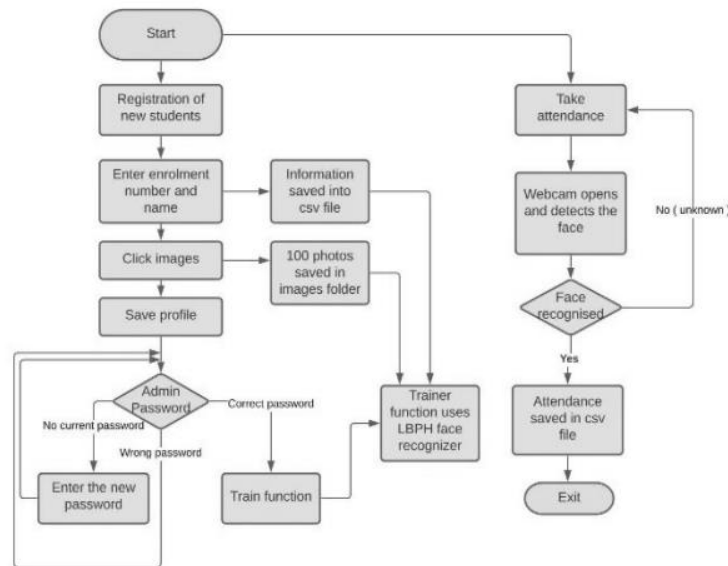 Start
Registration of
new students
Take
attendance
Enter enrolment
number and
name
Information
saved into
csv file
Webcam opens
and detects the
face
No ( unknown )
Click images
100 photos
saved in
images folder
Save profile
Face
recognised
Yes
Admin
Password
Correct password
No current password
Wrong password
Trainer
function uses
LBPH face
recognizer
Attendance
saved in csv
file
Enter the new
password
Train function
Exit